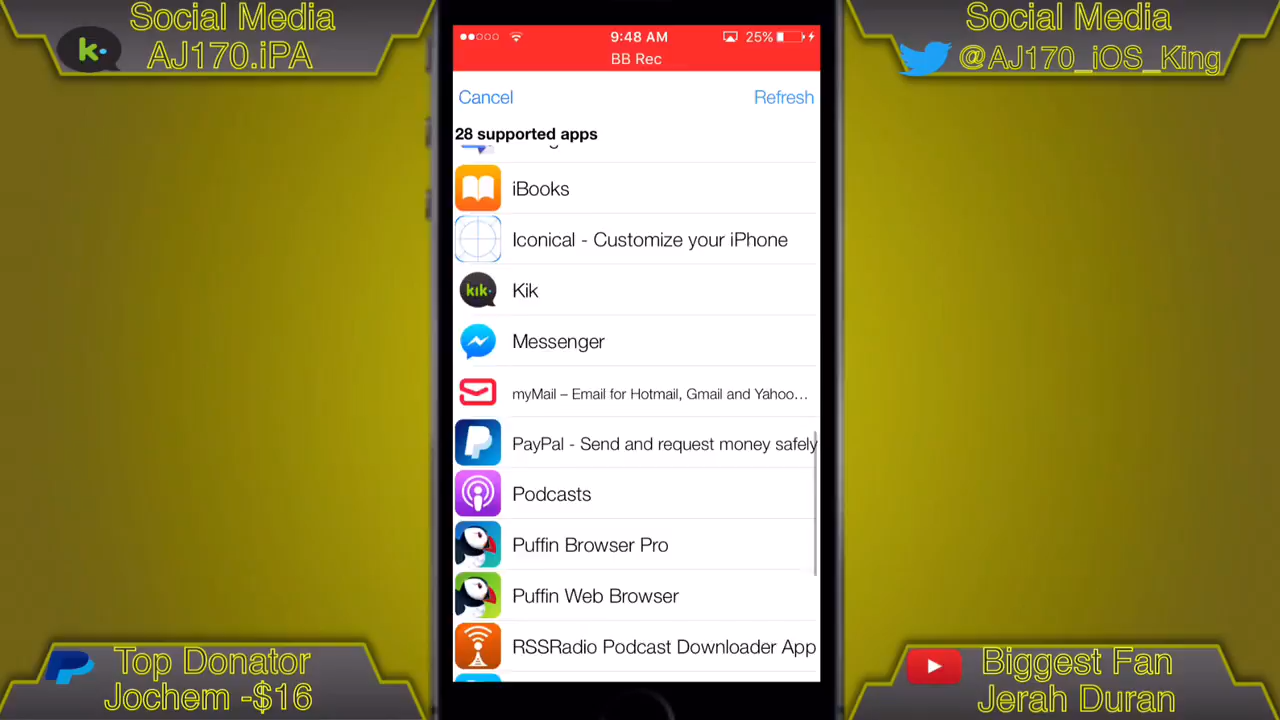 Social Media
AJ170.iPA
Social Media
@AJ170_iOS_King
9:48 AM
25%
BB Rec
Cancel
Refresh
28 supported apps
iBooks
Iconical - Customize your iPhone
kik
Kik
Messenger
myMail – Email for Hotmail, Gmail and Yahoo...
PayPal - Send and request money safely
Podcasts
Puffin Browser Pro
Puffin Web Browser
RSSRadio Podcast Downloader App
Top Donator
Jochem -$16
Biggest Fan
Jerah Duran